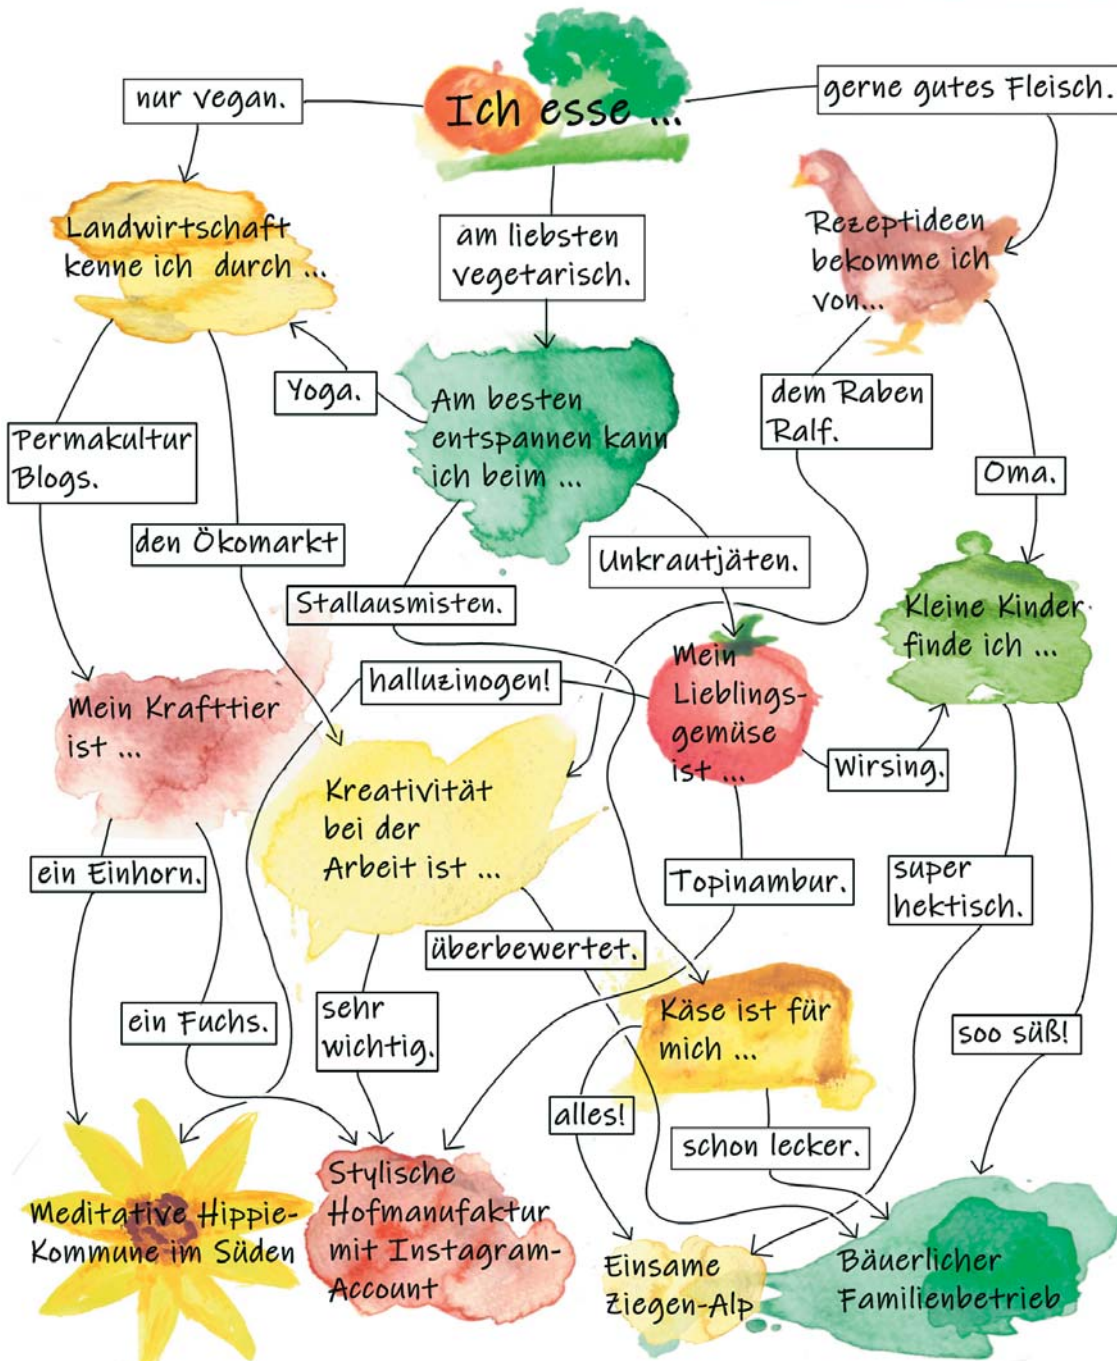 nur vegan.
Ich esse ...
gerne gutes Fleisch.
Landwirtschaft
kenne ich durch ...
am liebsten
vegetarisch.
Rezeptideen
bekomme ich
von...
Yoga.
Am besten
entspannen kann
ich beim ...
dem Raben
Ralf.
Permakultur
Blogs.
Oma.
den Ökomarkt
Unkrautjäten.
Stallausmisten.
Kleine Kinder
finde ich ...
halluzinogen!
Mein
Lieblings-
gemüse
ist ...
Mein Krafttier
ist ...
Wirsing.
Kreativität
bei der
Arbeit ist ...
ein Einhorn.
Topinambur.
super
hektisch.
überbewertet.
ein Fuchs.
sehr
wichtig.
Käse ist für
mich ...
soo süß!
alles!
schon lecker.
Meditative Hippie-
Kommune im Süden
Stylische
Hofmanufaktur
mit Instagram-
Account
Einsame
Ziegen-Alp
Bäuerlicher
Familienbetrieb